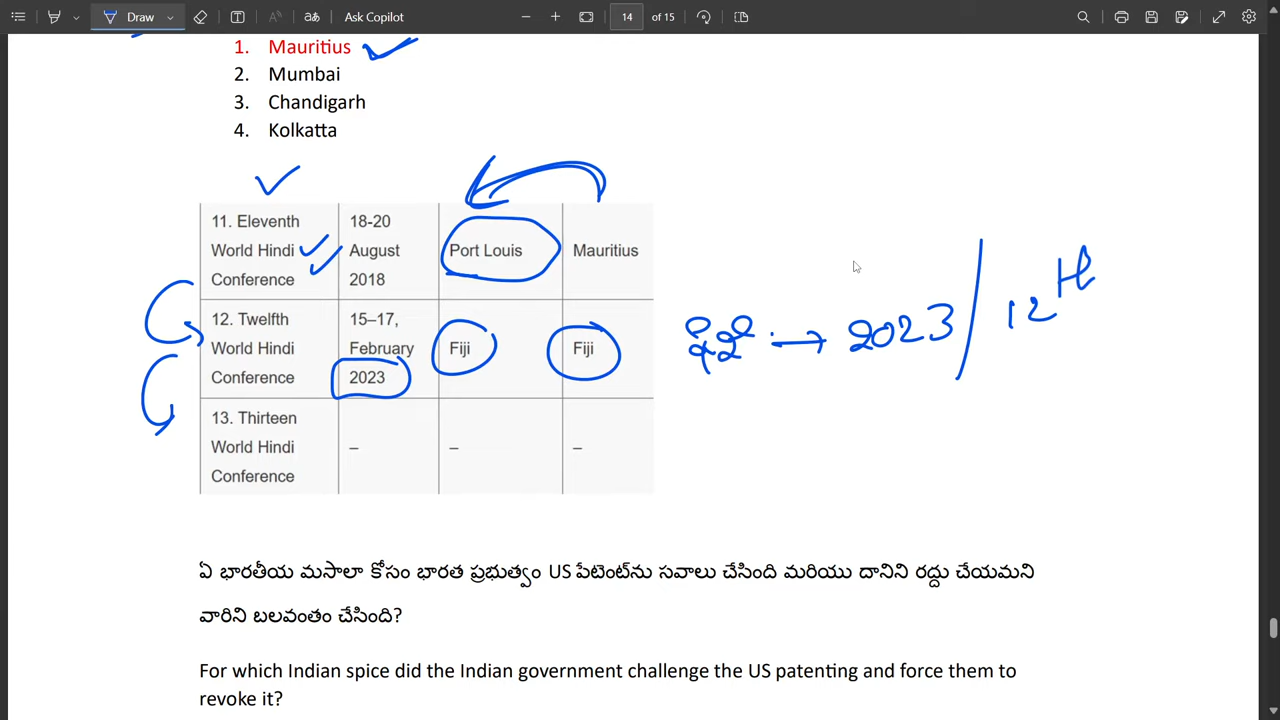 Draw
Ask Copilot
14 of 15
1. Mauritius
2. Mumbai
3. Chandigarh
4. Kolkatta
11. Eleventh World Hindi Conference
18-20 August 2018
Port Louis
Mauritius
12. Twelfth World Hindi Conference
15–17, February 2023
Fiji
Fiji
→ 2023 / 12th
13. Thirteen World Hindi Conference
–
–
–
ఏ భారతీయ మసాలా కోసం భారత ప్రభుత్వం US పేటెంట్‌ను సవాలు చేసింది మరియు దానిని రద్దు చేయమని
వారిని బలవంతం చేసింది?
For which Indian spice did the Indian government challenge the US patenting and force them to
revoke it?